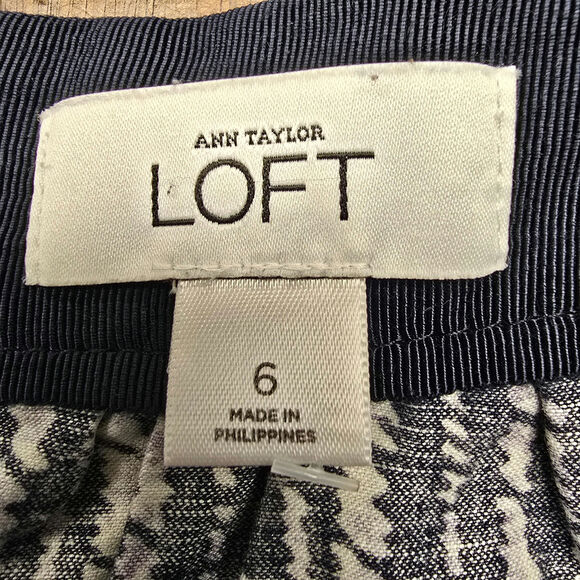 ANN TAYLOR
LOFT
6
MADE IN
PHILIPPINES